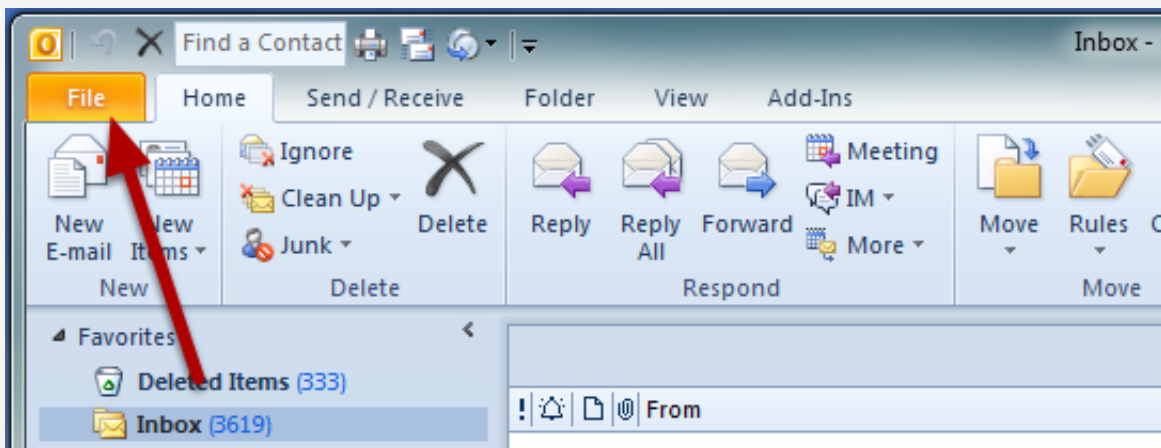 Find a Contact
Inbox -
File Home Send / Receive Folder View Add-Ins
New E-mail
New Items
Ignore
Clean Up
Junk
Delete
Reply
Reply All
Forward
Meeting
IM
More
Move
Rules
New Delete Respond Move
Favorites
Deleted Items (333)
Inbox (3619)
! From